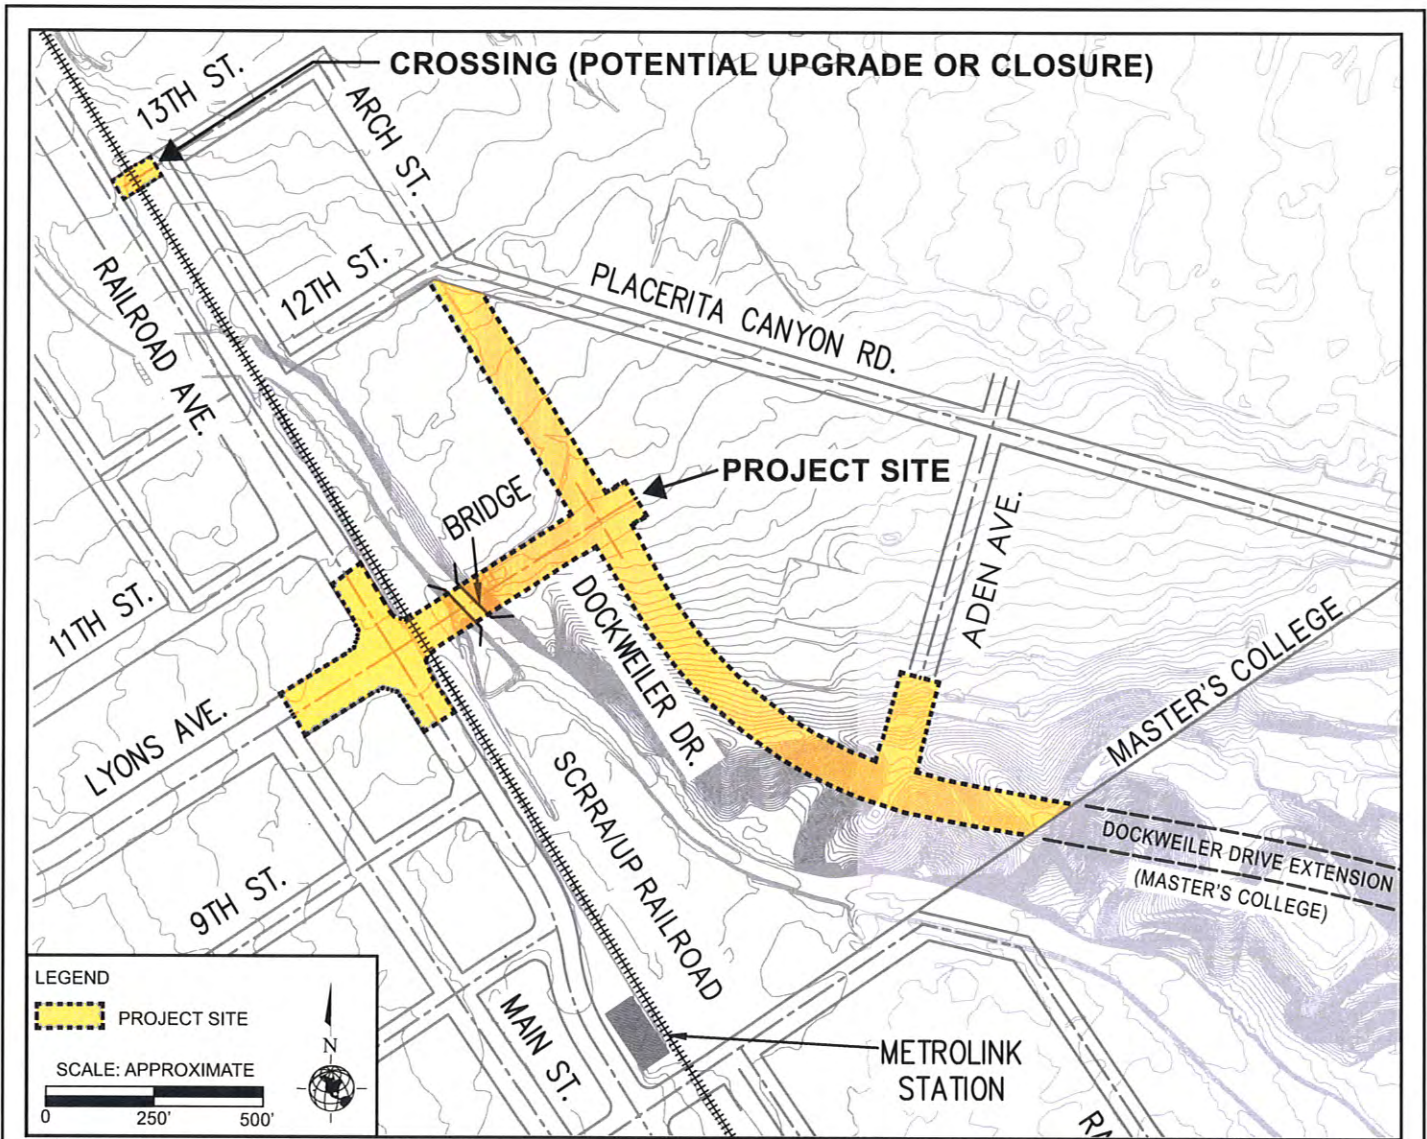 CROSSING (POTENTIAL UPGRADE OR CLOSURE)
13TH ST.
ARCH ST.
12TH ST.
RAILROAD AVE.
PLACERITA CANYON RD.
PROJECT SITE
BRIDGE
ADEN AVE.
11TH ST.
DOCKWEILER DR.
MASTER'S COLLEGE
LYONS AVE.
SCRRA/UP RAILROAD
DOCKWEILER DRIVE EXTENSION
(MASTER'S COLLEGE)
9TH ST.
MAIN ST.
METROLINK
STATION
LEGEND
PROJECT SITE
SCALE: APPROXIMATE
0 250' 500'
N